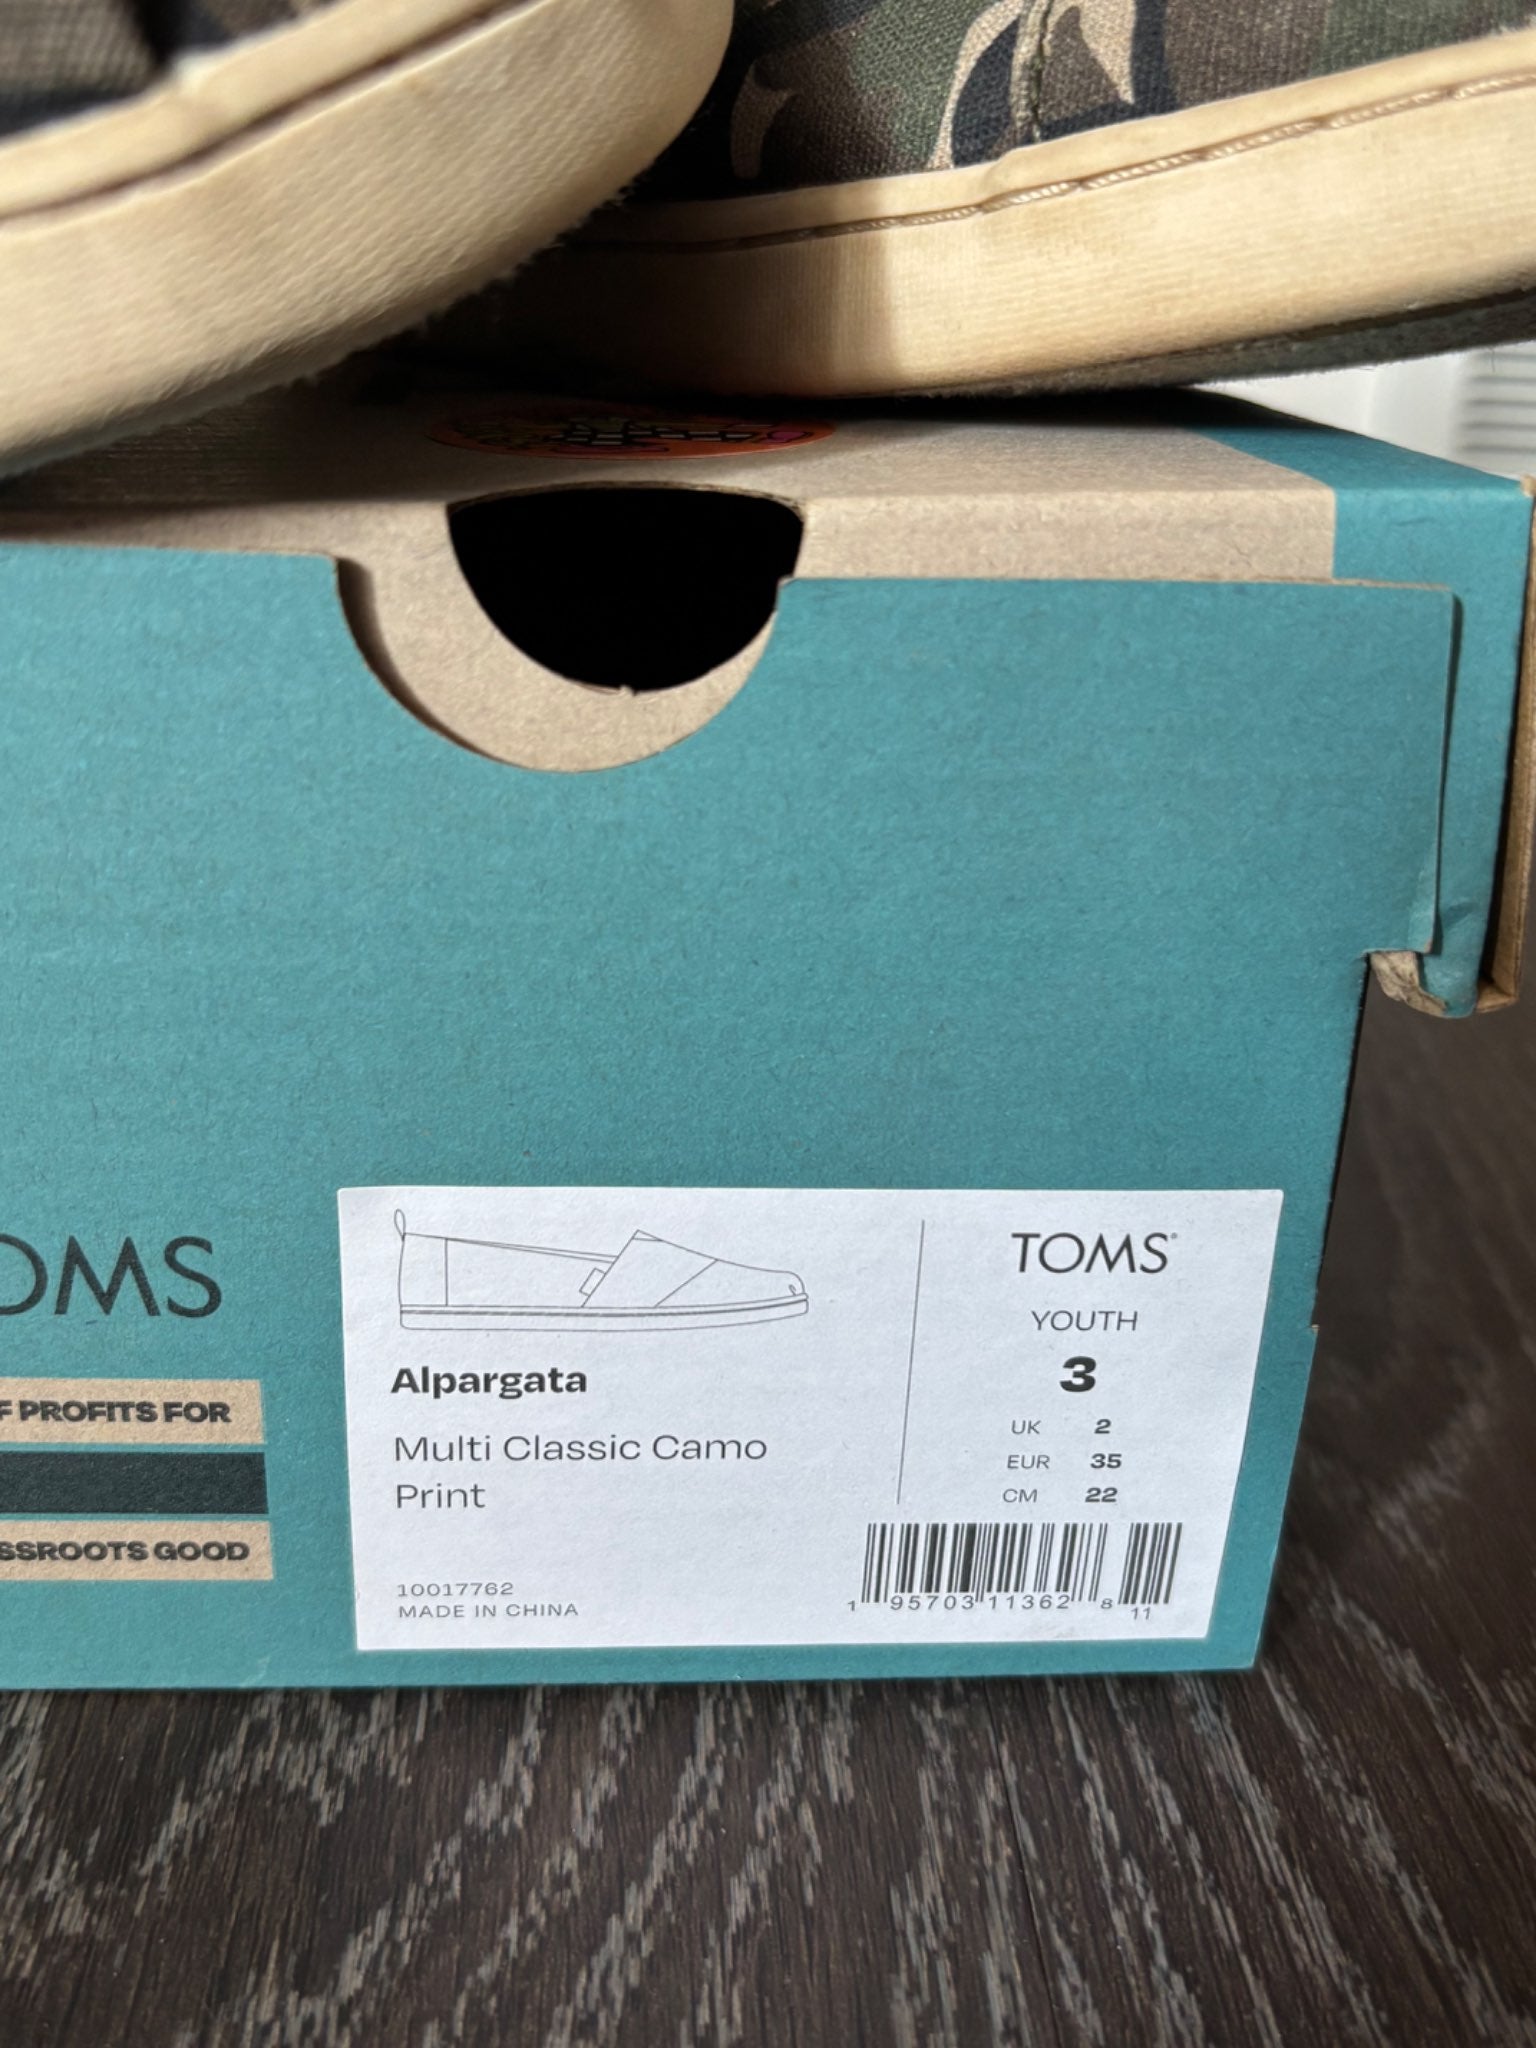 OMS
F PROFITS FOR
SSROOTS GOOD
Alpargata
Multi Classic Camo
Print
10017762
MADE IN CHINA
TOMS®
YOUTH
3
UK 2
EUR 35
CM 22
1 95703 11362 8 11